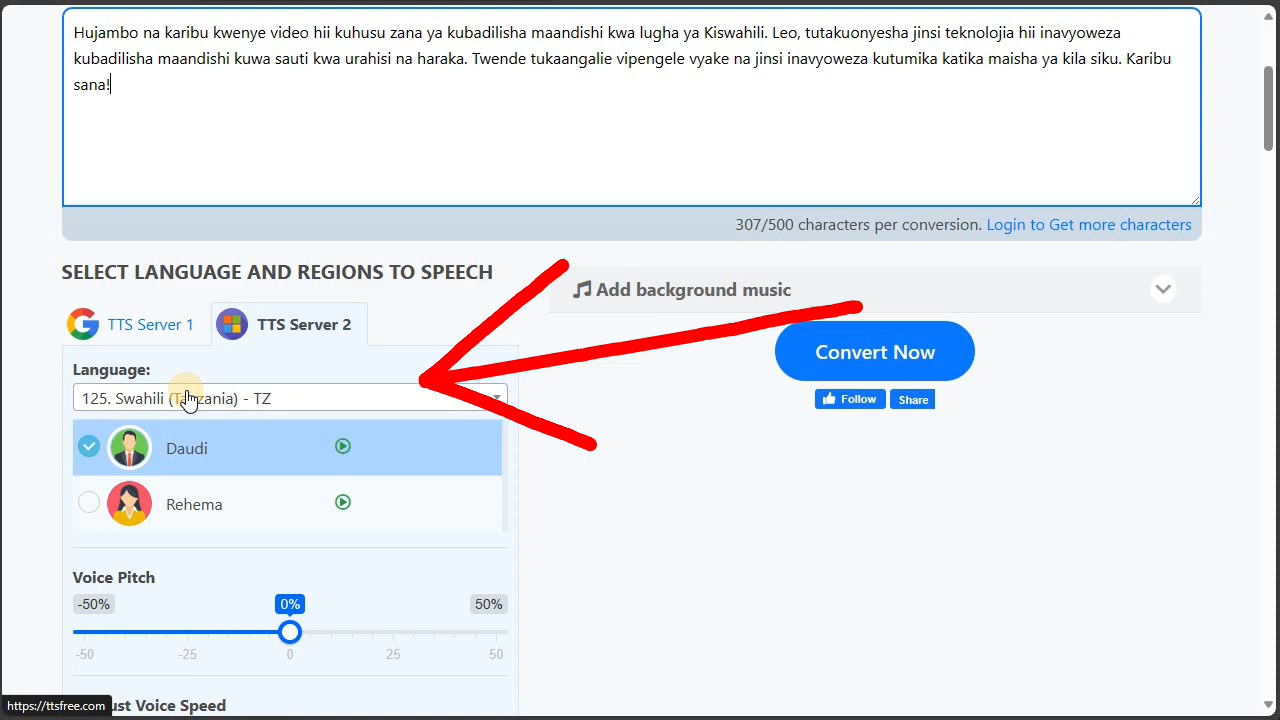 Hujambo na karibu kwenye video hii kuhusu zana ya kubadilisha maandishi kwa lugha ya Kiswahili. Leo, tutakuonyesha jinsi teknolojia hii inavyoweza
kubadilisha maandishi kuwa sauti kwa urahisi na haraka. Twende tukaangalie vipengele vyake na jinsi inavyoweza kutumika katika maisha ya kila siku. Karibu
sana!
307/500 characters per conversion. Login to Get more characters
SELECT LANGUAGE AND REGIONS TO SPEECH
Add background music
TTS Server 1
TTS Server 2
Convert Now
Follow
Share
Language:
125. Swahili (Tanzania) - TZ
Daudi
Rehema
Voice Pitch
-50% 0% 50%
-50 -25 0 25 50
Voice Speed
https://ttsfree.com